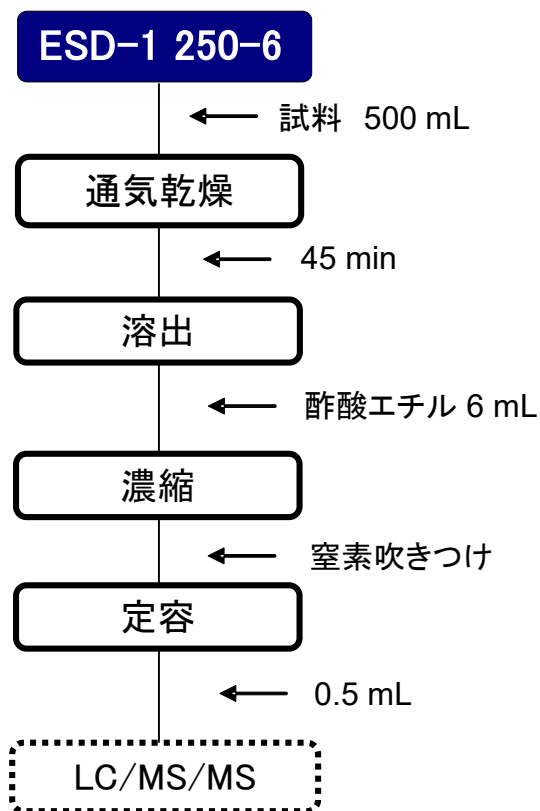 ESD-1 250-6
試料 500 mL
通気乾燥
45 min
溶出
酢酸エチル 6 mL
濃縮
窒素吹きつけ
定容
0.5 mL
LC/MS/MS